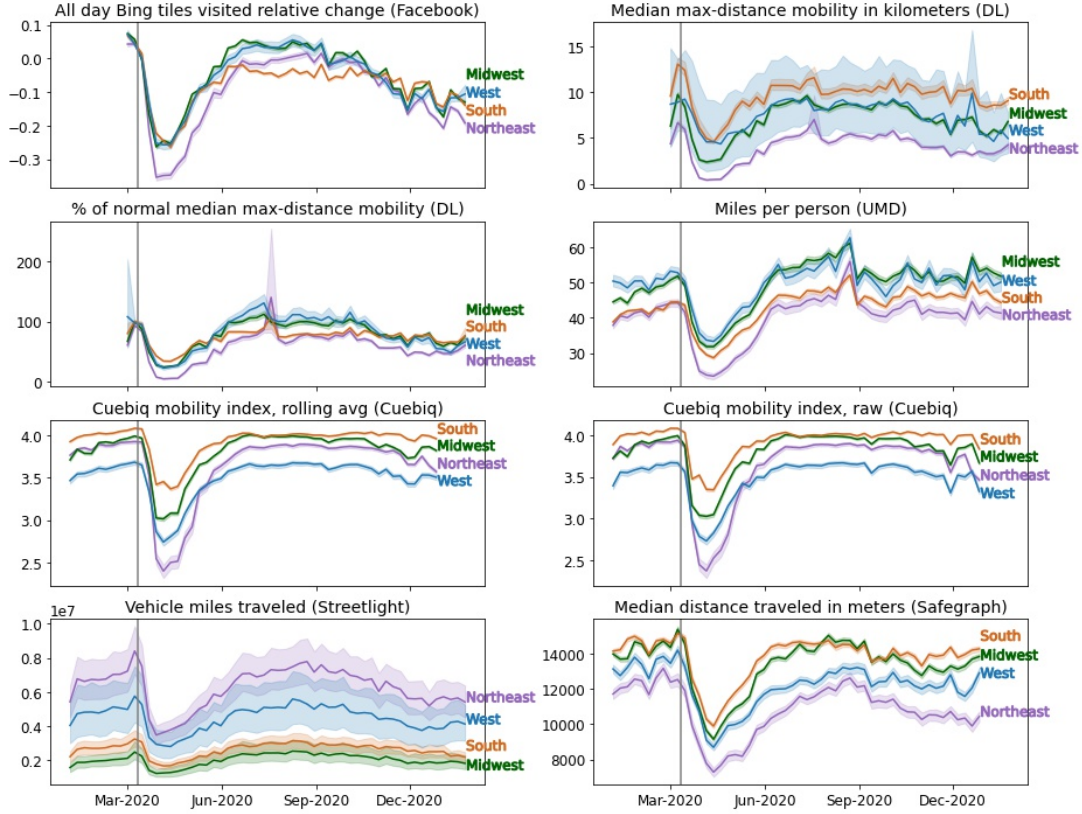 All day Bing tiles visited relative change (Facebook)
0.1
0.0
−0.1
−0.2
−0.3
Midwest
West
South
Northeast
Median max-distance mobility in kilometers (DL)
15
10
5
0
South
Midwest
West
Northeast
% of normal median max-distance mobility (DL)
200
100
0
Midwest
South
West
Northeast
Miles per person (UMD)
60
50
40
30
Midwest
West
South
Northeast
Cuebiq mobility index, rolling avg (Cuebiq)
4.0
3.5
3.0
2.5
South
Midwest
Northeast
West
Cuebiq mobility index, raw (Cuebiq)
4.0
3.5
3.0
2.5
South
Midwest
Northeast
West
Vehicle miles traveled (Streetlight)
1e7
1.0
0.8
0.6
0.4
0.2
Northeast
West
South
Midwest
Mar-2020
Jun-2020
Sep-2020
Dec-2020
Median distance traveled in meters (Safegraph)
14000
12000
10000
8000
South
Midwest
West
Northeast
Mar-2020
Jun-2020
Sep-2020
Dec-2020